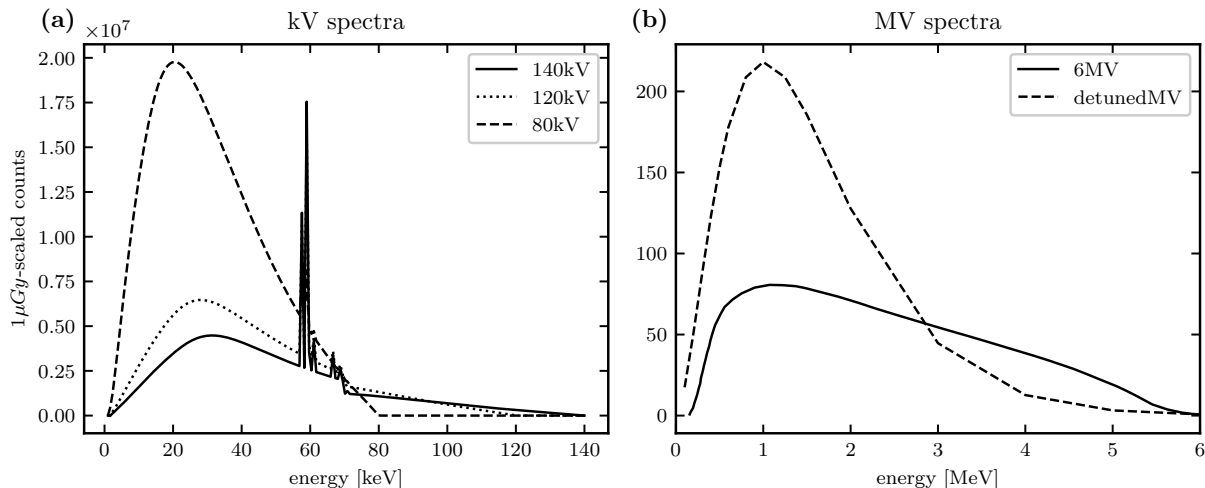 (a)
kV spectra
×10⁷
2.00
1.75
1.50
1.25
1.00
0.75
0.50
0.25
0.00
1μGy-scaled counts
140kV
120kV
80kV
0 20 40 60 80 100 120 140
energy [keV]
(b)
MV spectra
200
150
100
50
0
6MV
detunedMV
0 1 2 3 4 5 6
energy [MeV]